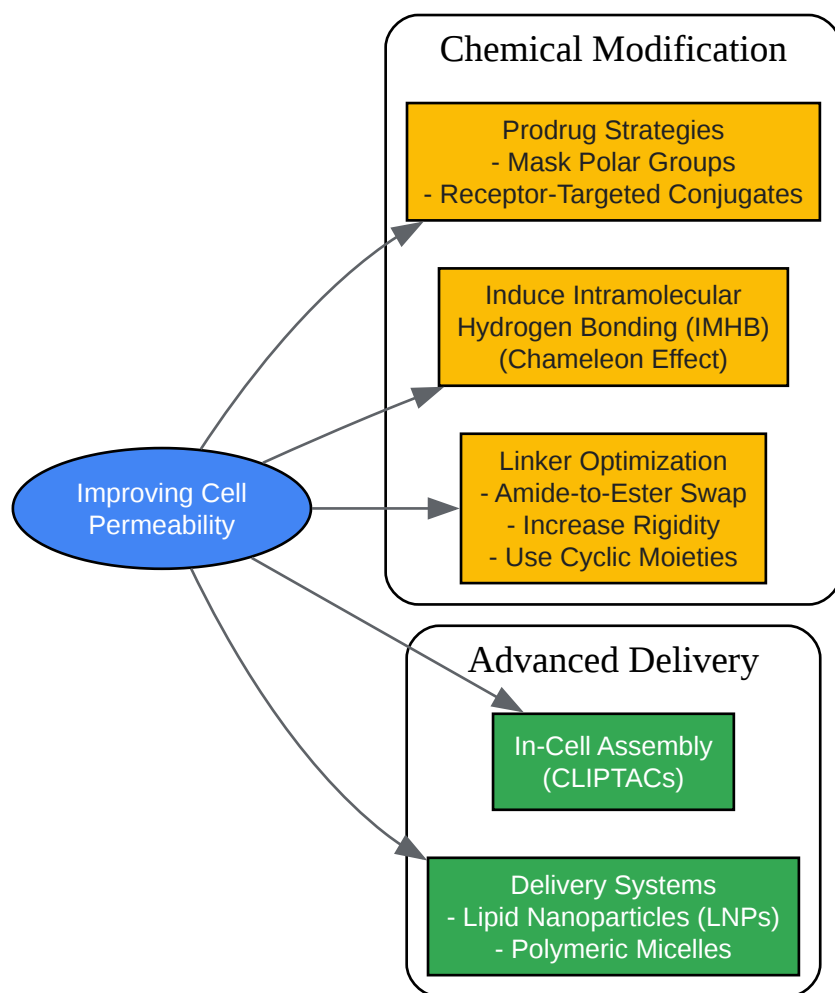 Chemical Modification
Prodrug Strategies
- Mask Polar Groups
- Receptor-Targeted Conjugates
Induce Intramolecular
Hydrogen Bonding (IMHB)
(Chameleon Effect)
Linker Optimization
- Amide-to-Ester Swap
- Increase Rigidity
- Use Cyclic Moieties
Improving Cell
Permeability
Advanced Delivery
In-Cell Assembly
(CLIPTACs)
Delivery Systems
- Lipid Nanoparticles (LNPs)
- Polymeric Micelles